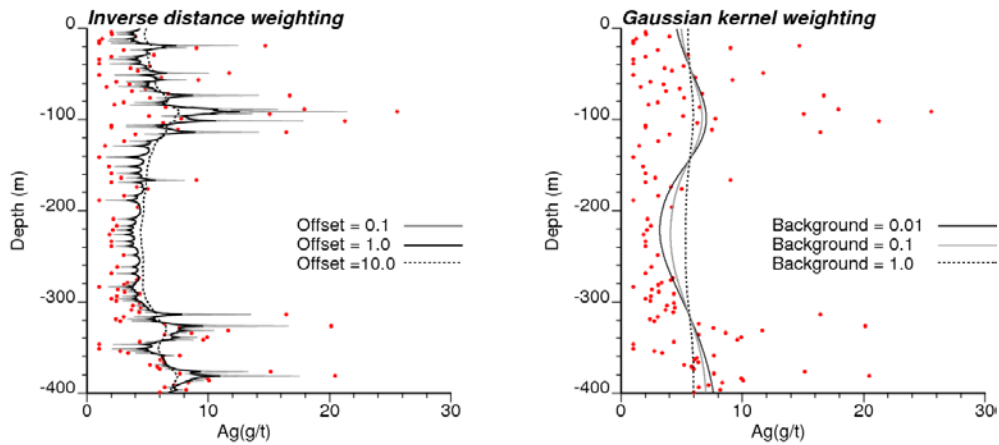 Inverse distance weighting
0
-100
-200
-300
-400
Depth (m)
Offset = 0.1
Offset = 1.0
Offset =10.0
0
10
20
30
Ag(g/t)
Gaussian kernel weighting
0
-100
-200
-300
-400
Depth (m)
Background = 0.01
Background = 0.1
Background = 1.0
0
10
20
30
Ag(g/t)